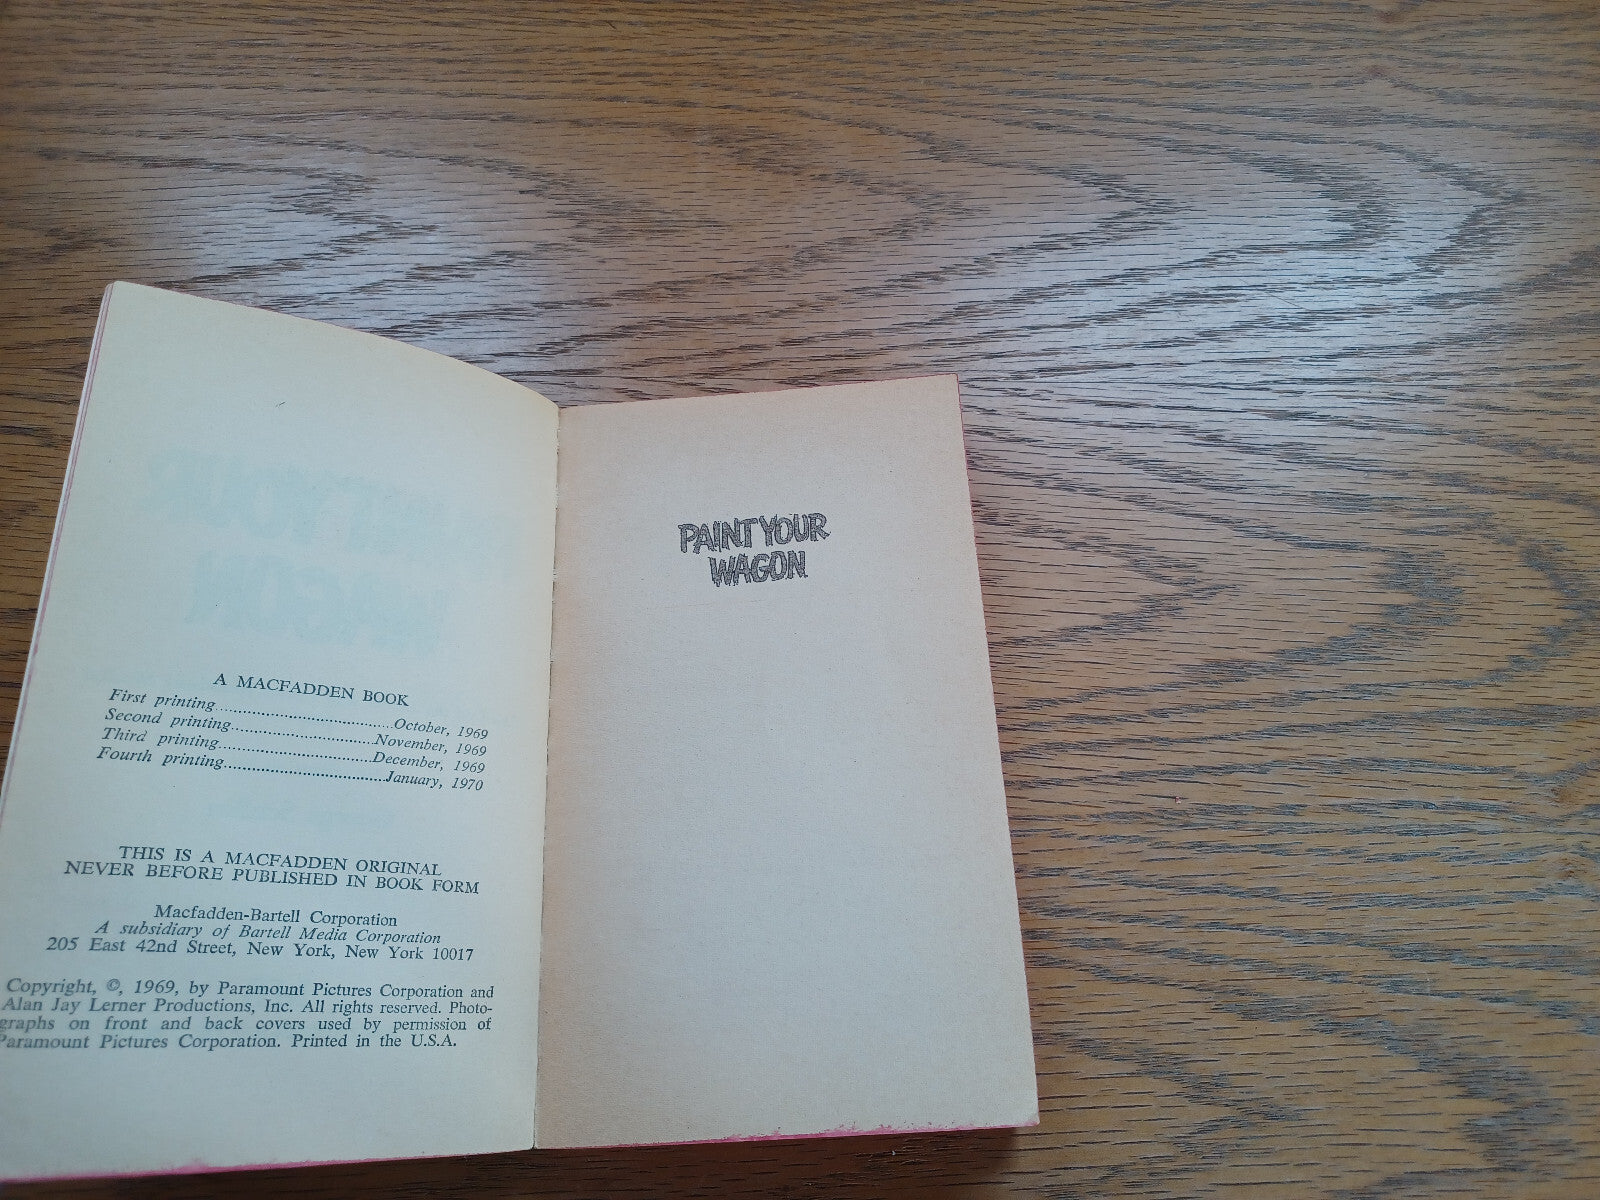 A MACFADDEN BOOK
First printing........................................October, 1969
Second printing................................November, 1969
Third printing...................................December, 1969
Fourth printing....................................January, 1970
THIS IS A MACFADDEN ORIGINAL
NEVER BEFORE PUBLISHED IN BOOK FORM
Macfadden-Bartell Corporation
A subsidiary of Bartell Media Corporation
205 East 42nd Street, New York, New York 10017
Copyright, ©, 1969, by Paramount Pictures Corporation and
Alan Jay Lerner Productions, Inc. All rights reserved. Photo-
graphs on front and back covers used by permission of
Paramount Pictures Corporation. Printed in the U.S.A.
PAINT YOUR
WAGON